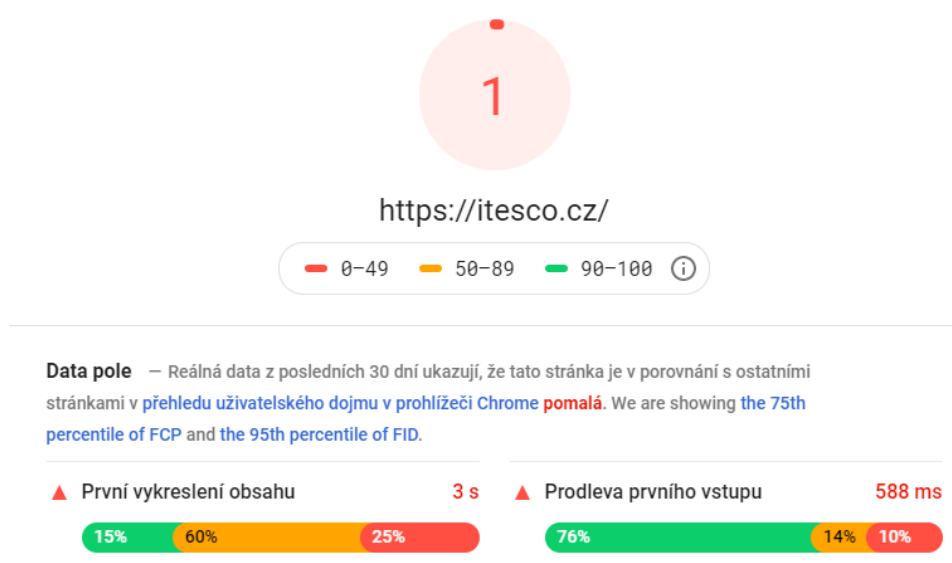 1
https://itesco.cz/
0–49 50–89 90–100
Data pole — Reálná data z posledních 30 dní ukazují, že tato stránka je v porovnání s ostatními
stránkami v přehledu uživatelského dojmu v prohlížeči Chrome pomalá. We are showing the 75th
percentile of FCP and the 95th percentile of FID.
První vykreslení obsahu 3 s
15% 60% 25%
Prodleva prvního vstupu 588 ms
76% 14% 10%